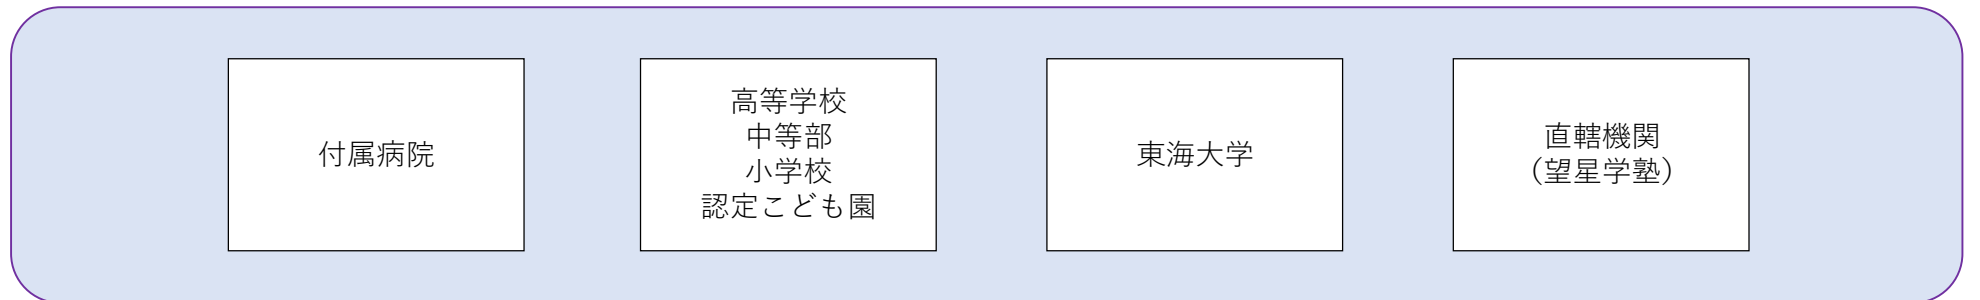 付属病院
高等学校
中等部
小学校
認定こども園
東海大学
直轄機関
（望星学塾）